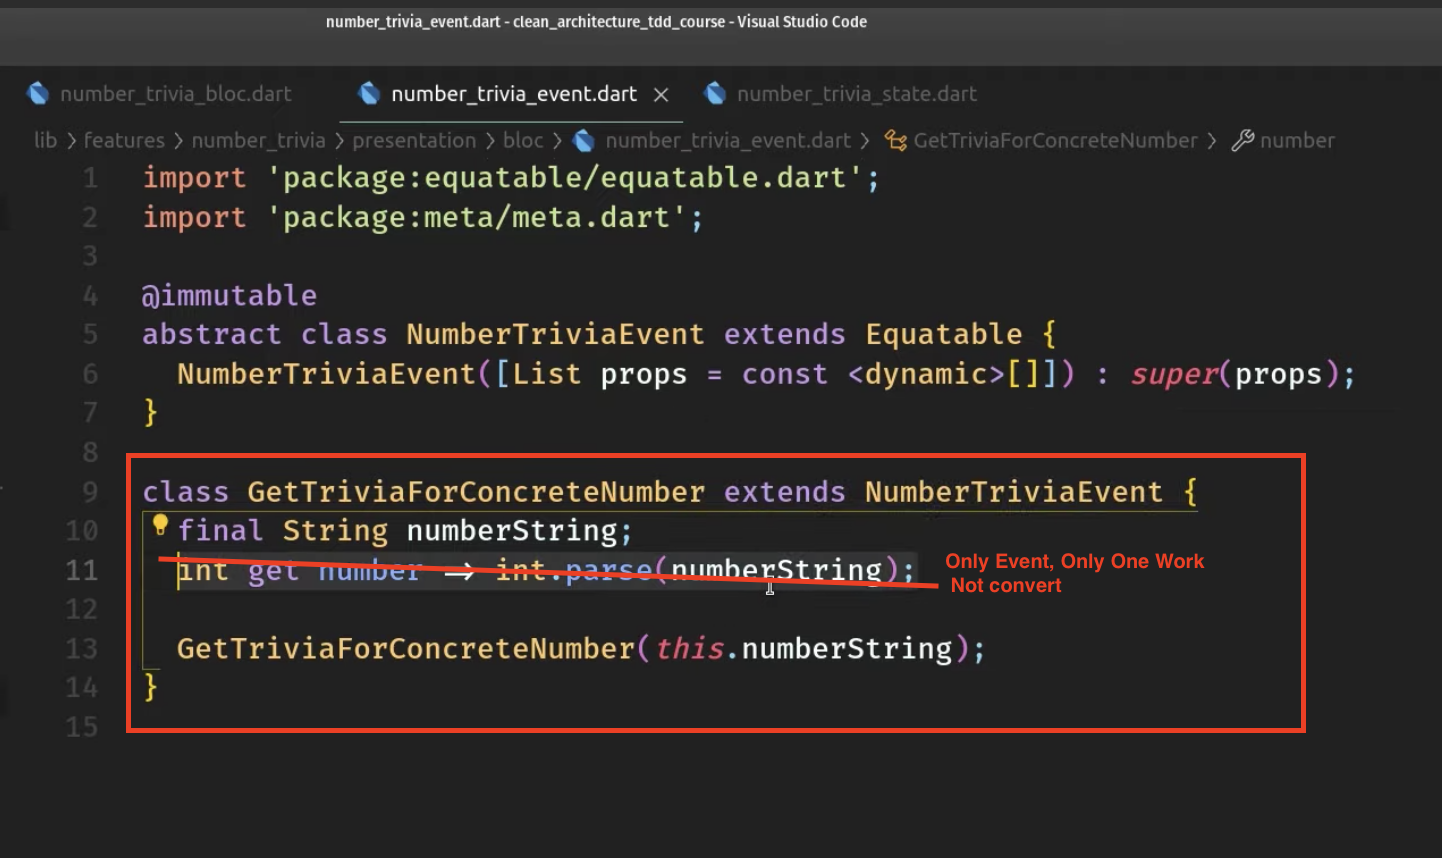 number_trivia_event.dart - clean_architecture_tdd_course - Visual Studio Code
number_trivia_bloc.dart number_trivia_event.dart × number_trivia_state.dart
lib > features > number_trivia > presentation > bloc > number_trivia_event.dart > GetTriviaForConcreteNumber > number
1 import 'package:equatable/equatable.dart';
2 import 'package:meta/meta.dart';
3
4 @immutable
5 abstract class NumberTriviaEvent extends Equatable {
6 NumberTriviaEvent([List props = const <dynamic>[]]) : super(props);
7 }
8
9 class GetTriviaForConcreteNumber extends NumberTriviaEvent {
10 final String numberString;
11 int get number → int.parse(numberString); Only Event, Only One Work
Not convert
12
13 GetTriviaForConcreteNumber(this.numberString);
14 }
15